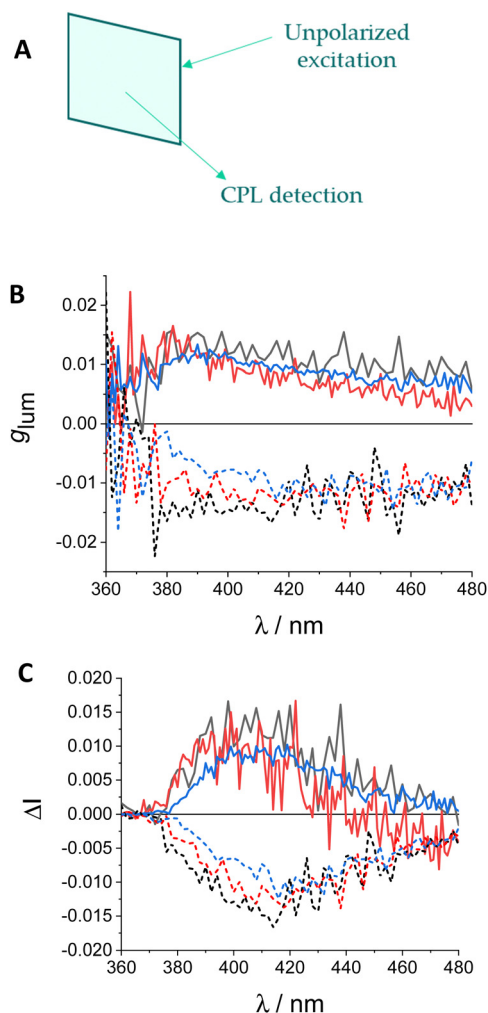 A
Unpolarized
excitation
CPL detection
B
0.02
0.01
0.00
-0.01
-0.02
glum
360 380 400 420 440 460 480
λ / nm
C
0.020
0.015
0.010
0.005
0.000
-0.005
-0.010
-0.015
-0.020
ΔI
360 380 400 420 440 460 480
λ / nm